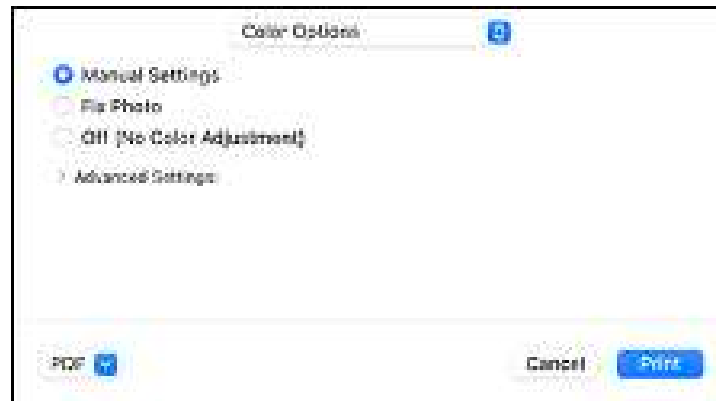 Color Options
Manual Settings
Fix Photo
Off (No Color Adjustment)
Advanced Settings
PDF
Cancel
Print